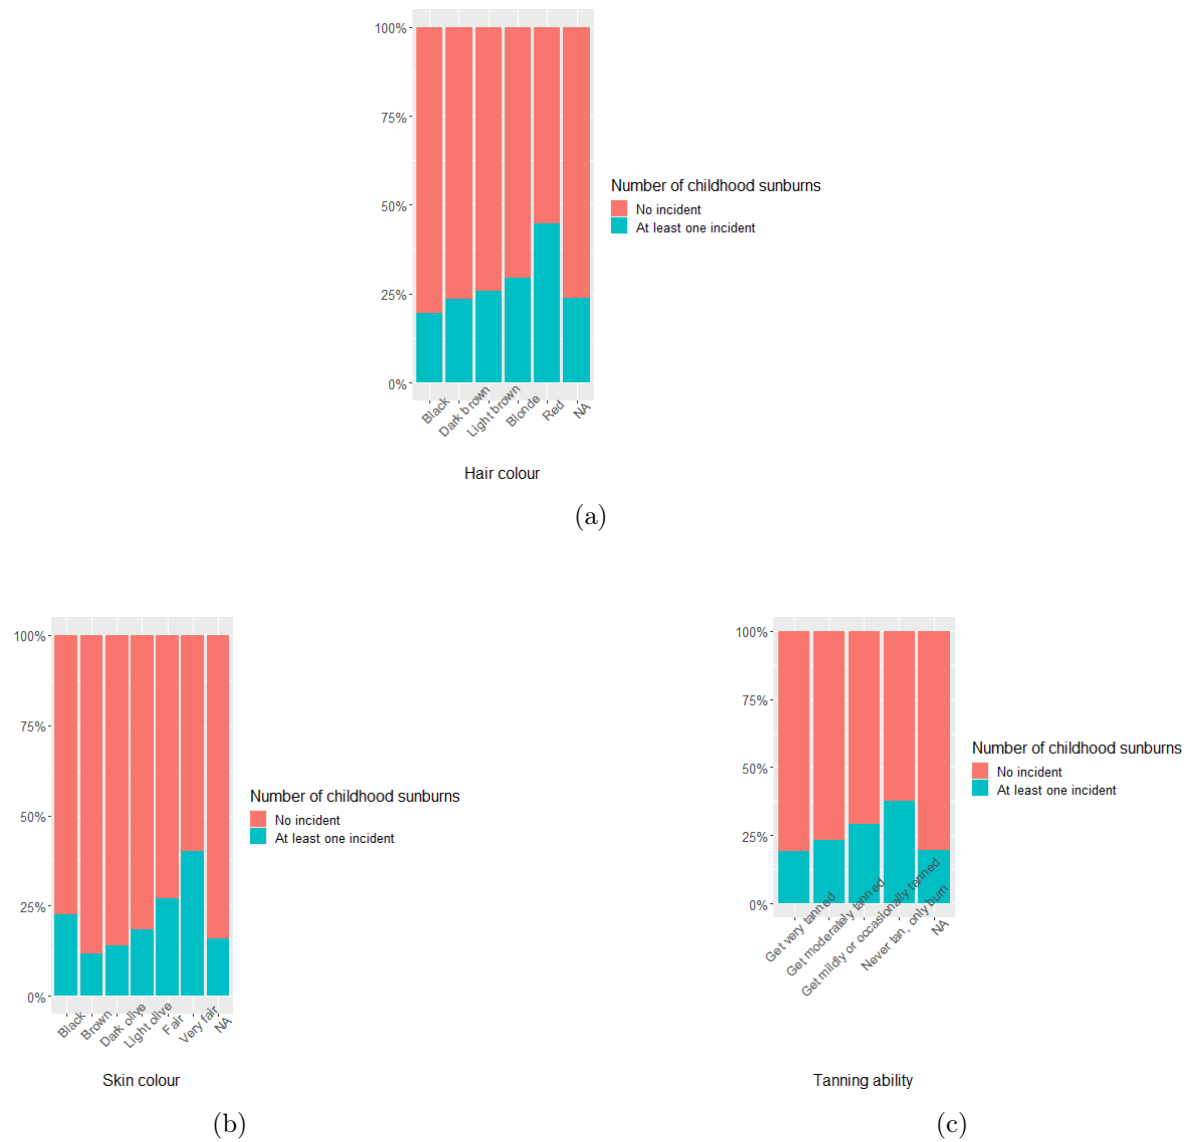 100%
75%
50%
25%
0%
Number of childhood sunburns
No incident
At least one incident
Black
Dark brown
Light brown
Blonde
Red
NA
Hair colour
(a)
100%
75%
50%
25%
0%
Number of childhood sunburns
No incident
At least one incident
Black
Brown
Dark olive
Light olive
Fair
Very fair
NA
Skin colour
(b)
100%
75%
50%
25%
0%
Number of childhood sunburns
No incident
At least one incident
Get very tanned
Get moderately tanned
Get mildly or occasionally tanned
Never tan, only burn
NA
Tanning ability
(c)